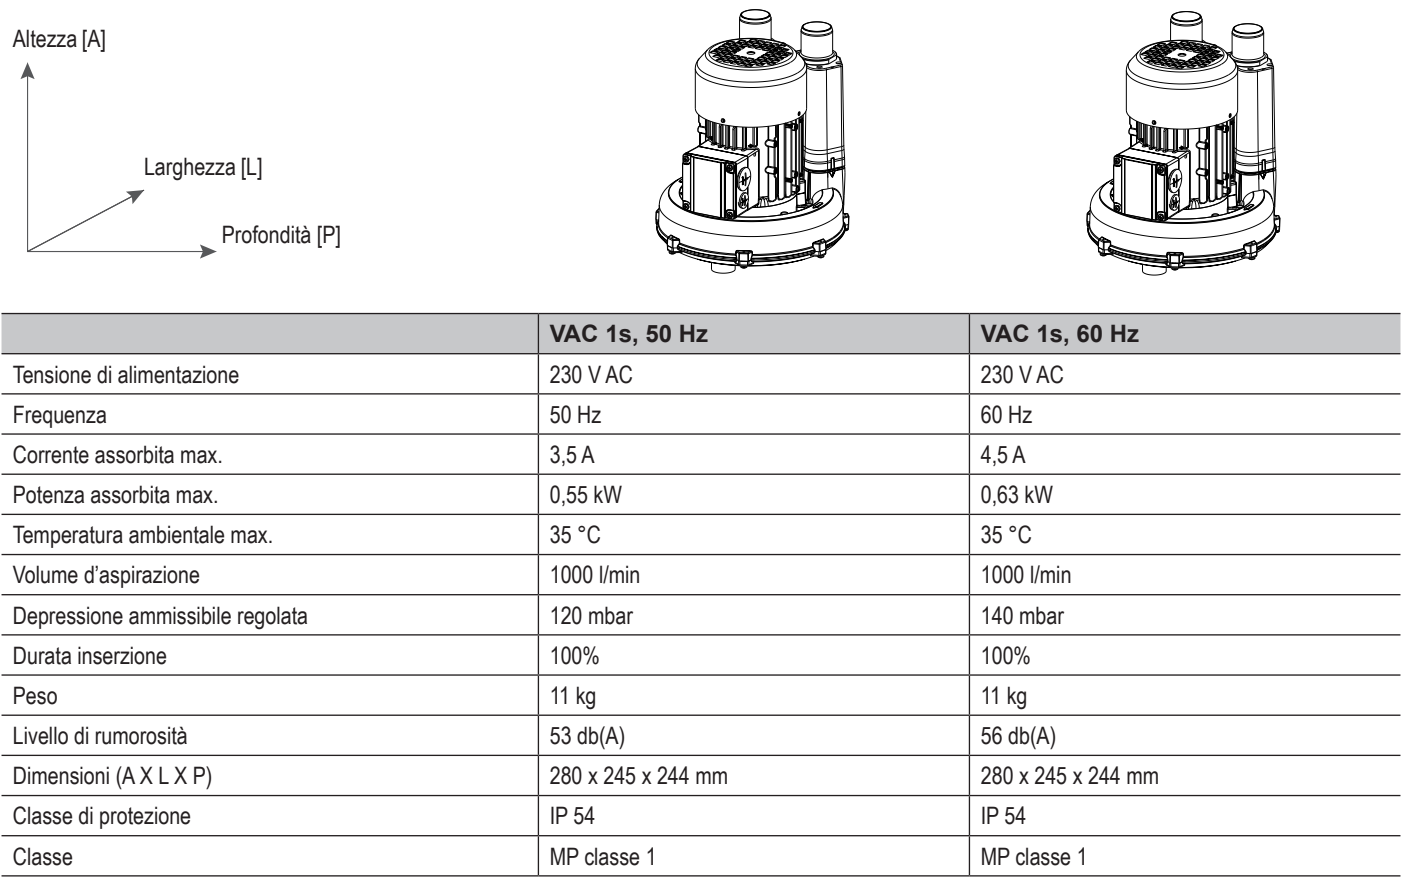 Altezza [A]
Larghezza [L]
Profondità [P]
VAC 1s, 50 Hz VAC 1s, 60 Hz
Tensione di alimentazione 230 V AC 230 V AC
Frequenza 50 Hz 60 Hz
Corrente assorbita max. 3,5 A 4,5 A
Potenza assorbita max. 0,55 kW 0,63 kW
Temperatura ambientale max. 35 °C 35 °C
Volume d’aspirazione 1000 l/min 1000 l/min
Depressione ammissibile regolata 120 mbar 140 mbar
Durata inserzione 100% 100%
Peso 11 kg 11 kg
Livello di rumorosità 53 db(A) 56 db(A)
Dimensioni (A X L X P) 280 x 245 x 244 mm 280 x 245 x 244 mm
Classe di protezione IP 54 IP 54
Classe MP classe 1 MP classe 1